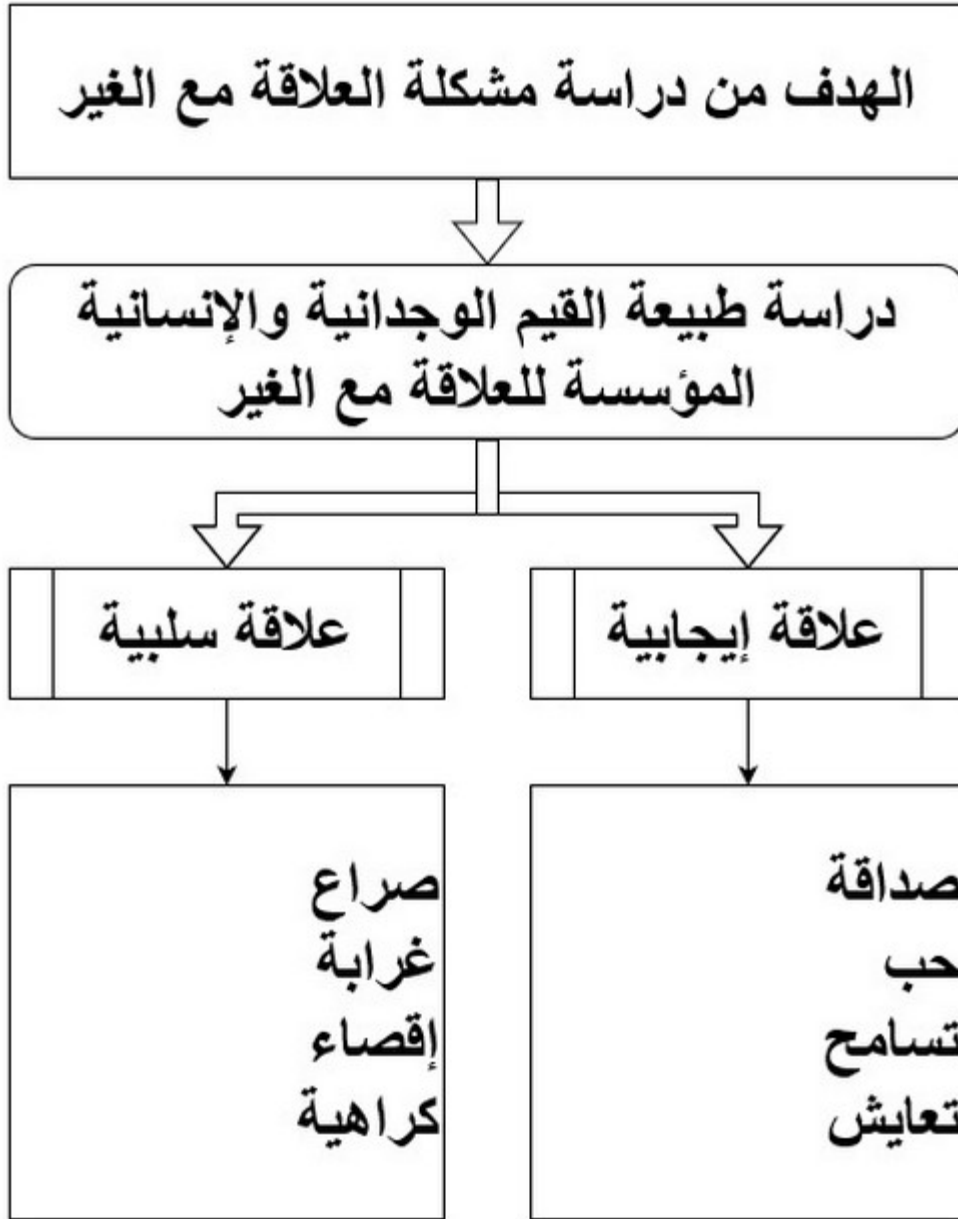 الهدف من دراسة مشكلة العلاقة مع الغير
دراسة طبيعة القيم الوجدانية والإنسانية
المؤسسة للعلاقة مع الغير
علاقة إيجابية
علاقة سلبية
صداقة
حب
تسامح
تعايش
صراع
غرابة
إقصاء
كراهية